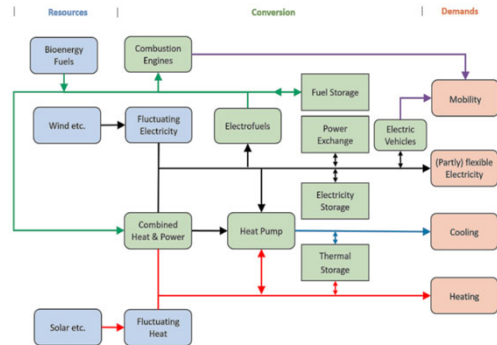 Resources Conversion Demands
Bioenergy
Fuels
Combustion
Engines
Fuel Storage
Mobility
Wind etc.
Fluctuating
Electricity
Electrofuels
Power
Exchange
Electric
Vehicles
(Partly) flexible
Electricity
Electricity
Storage
Combined
Heat & Power
Heat Pump
Cooling
Thermal
Storage
Heating
Solar etc.
Fluctuating
Heat